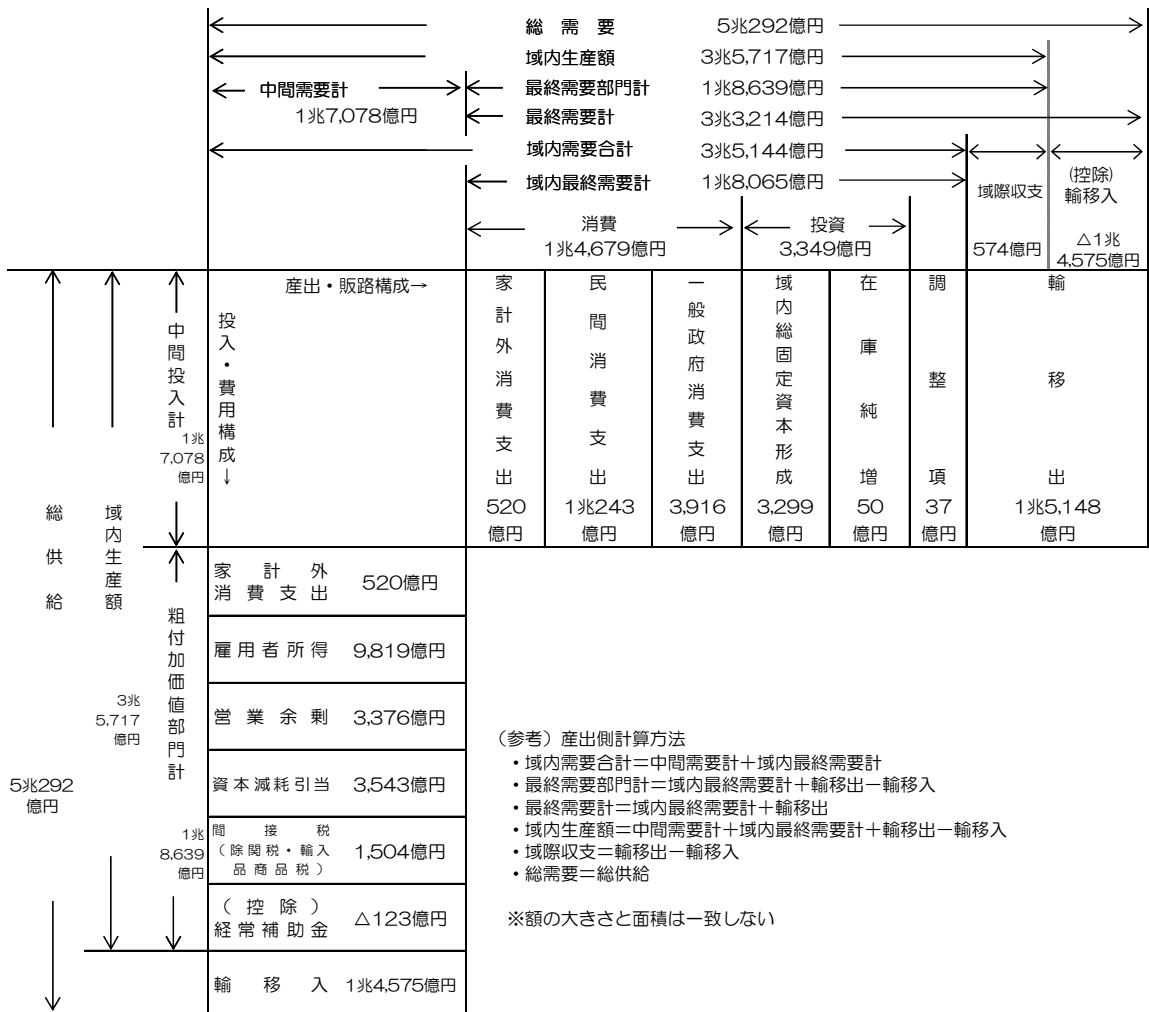 総需要 5兆292億円
域内生産額 3兆5,717億円
中間需要計
1兆7,078億円
最終需要部門計 1兆8,639億円
最終需要計 3兆3,214億円
域内需要合計 3兆5,144億円
域内最終需要計 1兆8,065億円
消費
1兆4,679億円
投資
3,349億円
域際収支
574億円
(控除)
輸移入
△1兆
4,575億円
産出・販路構成→
投入・費用構成↓
家計外消費支出
520
億円
民間消費支出
1兆243
億円
一般政府消費支出
3,916
億円
域内総固定資本形成
3,299
億円
在庫純増
50
億円
調整項
37
億円
輸移出
1兆5,148
億円
総供給
5兆292
億円
域内生産額
3兆
5,717
億円
中間投入計
1兆
7,078
億円
粗付加価値部門計
1兆
8,639
億円
家計外
消費支出 520億円
雇用者所得 9,819億円
営業余剰 3,376億円
資本減耗引当 3,543億円
間接税
(除関税・輸入
品商品税) 1,504億円
(控除)
経常補助金 △123億円
輸移入 1兆4,575億円
(参考)産出側計算方法
・域内需要合計=中間需要計+域内最終需要計
・最終需要部門計=域内最終需要計+輸移出-輸移入
・最終需要計=域内最終需要計+輸移出
・域内生産額=中間需要計+域内最終需要計+輸移出-輸移入
・域際収支=輸移出-輸移入
・総需要=総供給
※額の大きさと面積は一致しない